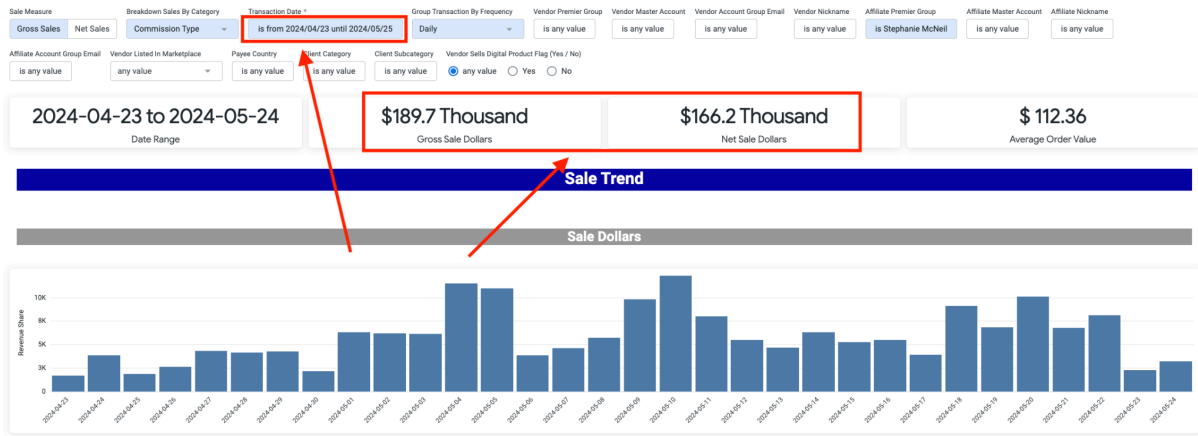 Sale Measure Breakdown Sales By Category Transaction Date * Group Transaction By Frequency Vendor Premier Group Vendor Master Account Vendor Account Group Email Vendor Nickname Affiliate Premier Group Affiliate Master Account Affiliate Nickname
Gross Sales Net Sales Commission Type is from 2024/04/23 until 2024/05/25 Daily is any value is any value is any value is any value is Stephanie McNeil is any value is any value
Affiliate Account Group Email Vendor Listed In Marketplace Payee Country Client Category Client Subcategory Vendor Sells Digital Product Flag (Yes / No)
is any value any value is any value is any value is any value any value Yes No
2024-04-23 to 2024-05-24 $189.7 Thousand $166.2 Thousand $ 112.36
Date Range Gross Sale Dollars Net Sale Dollars Average Order Value
Sale Trend
Sale Dollars
Revenue Share
10K
8K
5K
3K
0
2024-04-23 2024-04-24 2024-04-25 2024-04-26 2024-04-27 2024-04-28 2024-04-29 2024-04-30 2024-05-01 2024-05-02 2024-05-03 2024-05-04 2024-05-05 2024-05-06 2024-05-07 2024-05-08 2024-05-09 2024-05-10 2024-05-11 2024-05-12 2024-05-13 2024-05-14 2024-05-15 2024-05-16 2024-05-17 2024-05-18 2024-05-19 2024-05-20 2024-05-21 2024-05-22 2024-05-23 2024-05-24